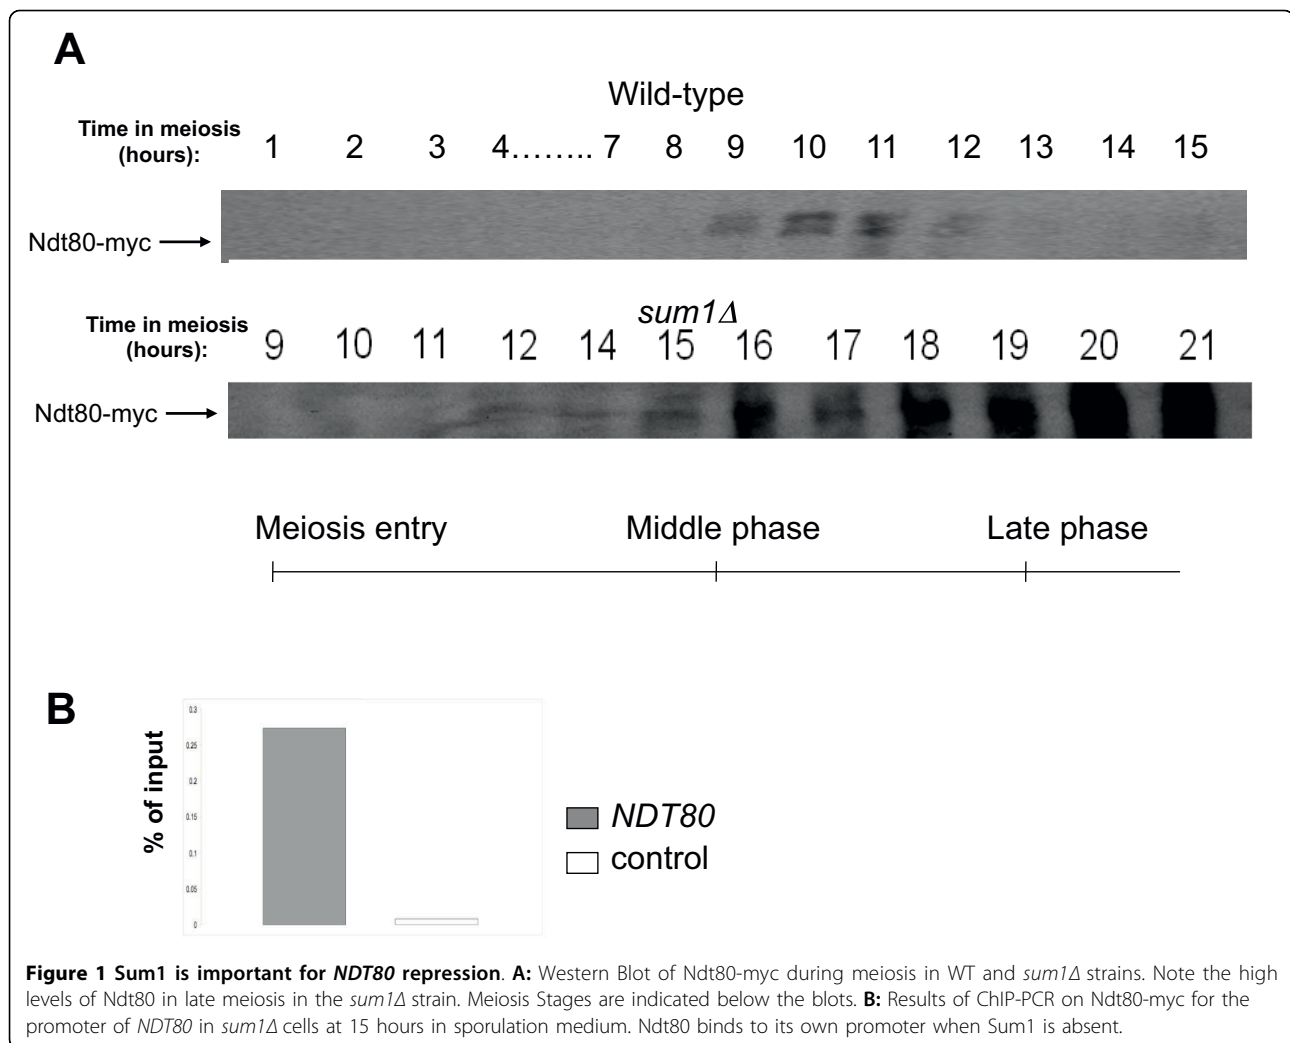 A
Wild-type
Time in meiosis (hours): 1 2 3 4........ 7 8 9 10 11 12 13 14 15
Ndt80-myc
sum1Δ
Time in meiosis (hours): 9 10 11 12 14 15 16 17 18 19 20 21
Ndt80-myc
Meiosis entry Middle phase Late phase
B
% of input
0.3
0.25
0.2
0.15
0.1
0.05
0
NDT80
control
Figure 1 Sum1 is important for NDT80 repression. A: Western Blot of Ndt80-myc during meiosis in WT and sum1Δ strains. Note the high
levels of Ndt80 in late meiosis in the sum1Δ strain. Meiosis Stages are indicated below the blots. B: Results of ChIP-PCR on Ndt80-myc for the
promoter of NDT80 in sum1Δ cells at 15 hours in sporulation medium. Ndt80 binds to its own promoter when Sum1 is absent.